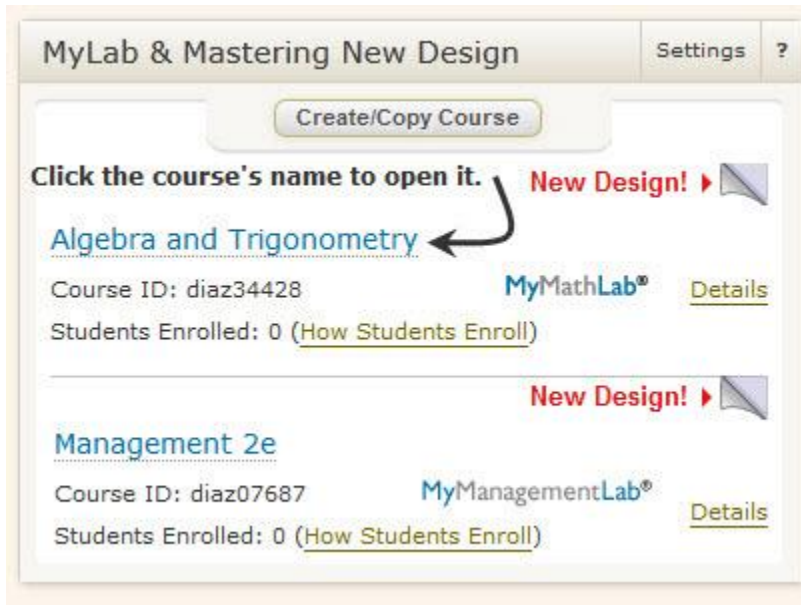 MyLab & Mastering New Design
Settings
?
Create/Copy Course
Click the course's name to open it.
New Design!
Algebra and Trigonometry
Course ID: diaz34428
MyMathLab®
Details
Students Enrolled: 0 (How Students Enroll)
New Design!
Management 2e
Course ID: diaz07687
MyManagementLab®
Details
Students Enrolled: 0 (How Students Enroll)